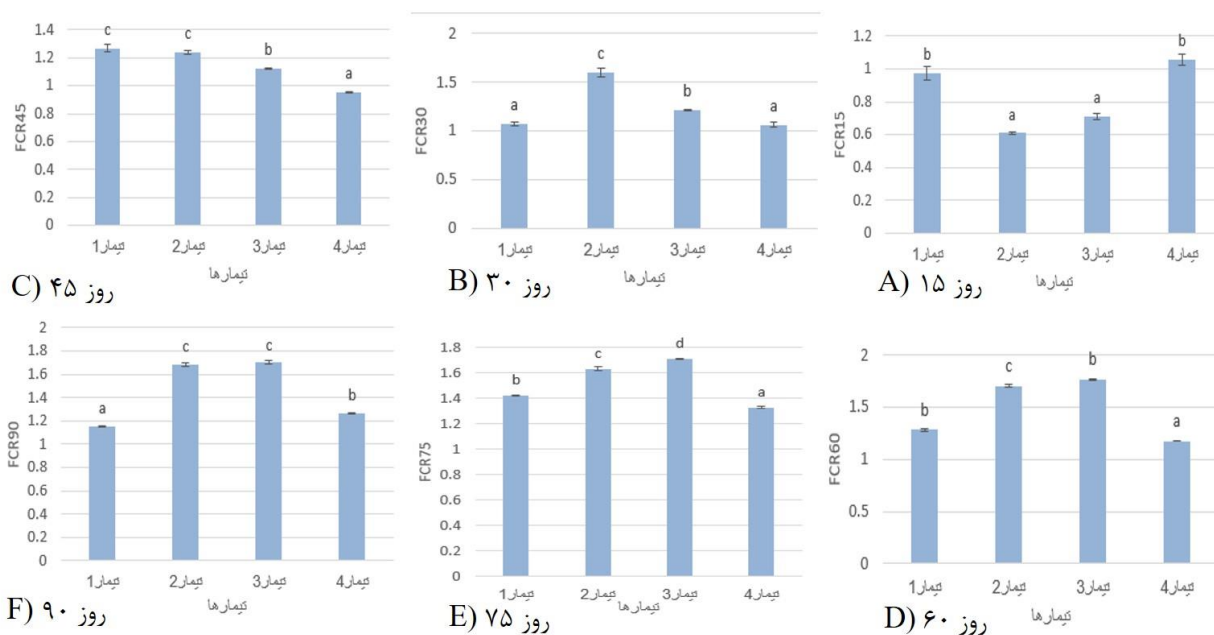 1.2
b
b
1
a
0.8
a
0.6
0.4
0.2
0
FCR15
تیمار1 تیمار2 تیمار3 تیمار4
تیمارها
A) روز ۱۵
2
c
1.5
b
a
a
1
0.5
0
FCR30
تیمار1 تیمار2 تیمار3 تیمار4
تیمارها
B) روز ۳۰
1.4
c
c
1.2
b
1
a
0.8
0.6
0.4
0.2
0
FCR45
تیمار1 تیمار2 تیمار3 تیمار4
تیمارها
C) روز ۴۵
2
c
b
1.5
b
a
1
0.5
0
FCR60
تیمار1 تیمار2 تیمار3 تیمار4
تیمارها
D) روز ۶۰
1.8
d
c
1.6
b
a
1.4
1.2
1
0.8
0.6
0.4
0.2
0
FCR75
تیمار1 تیمار2 تیمار3 تیمار4
تیمارها
E) روز ۷۵
2
1.8
c
c
1.6
1.4
b
1.2
a
1
0.8
0.6
0.4
0.2
0
FCR90
تیمار1 تیمار2 تیمار3 تیمار4
تیمارها
F) روز ۹۰